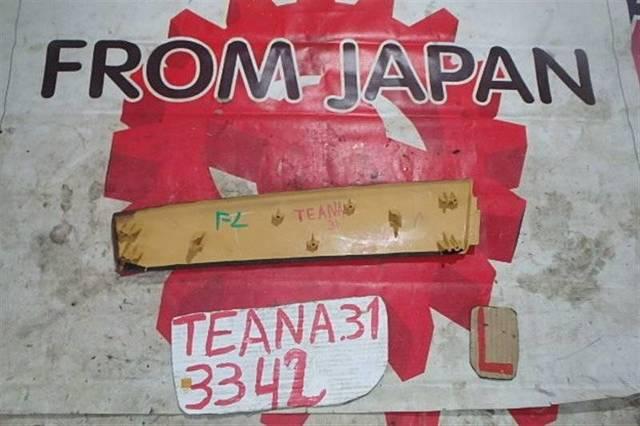 FROM JAPAN
FL
TEANA
31
TEANA.31
3342
L